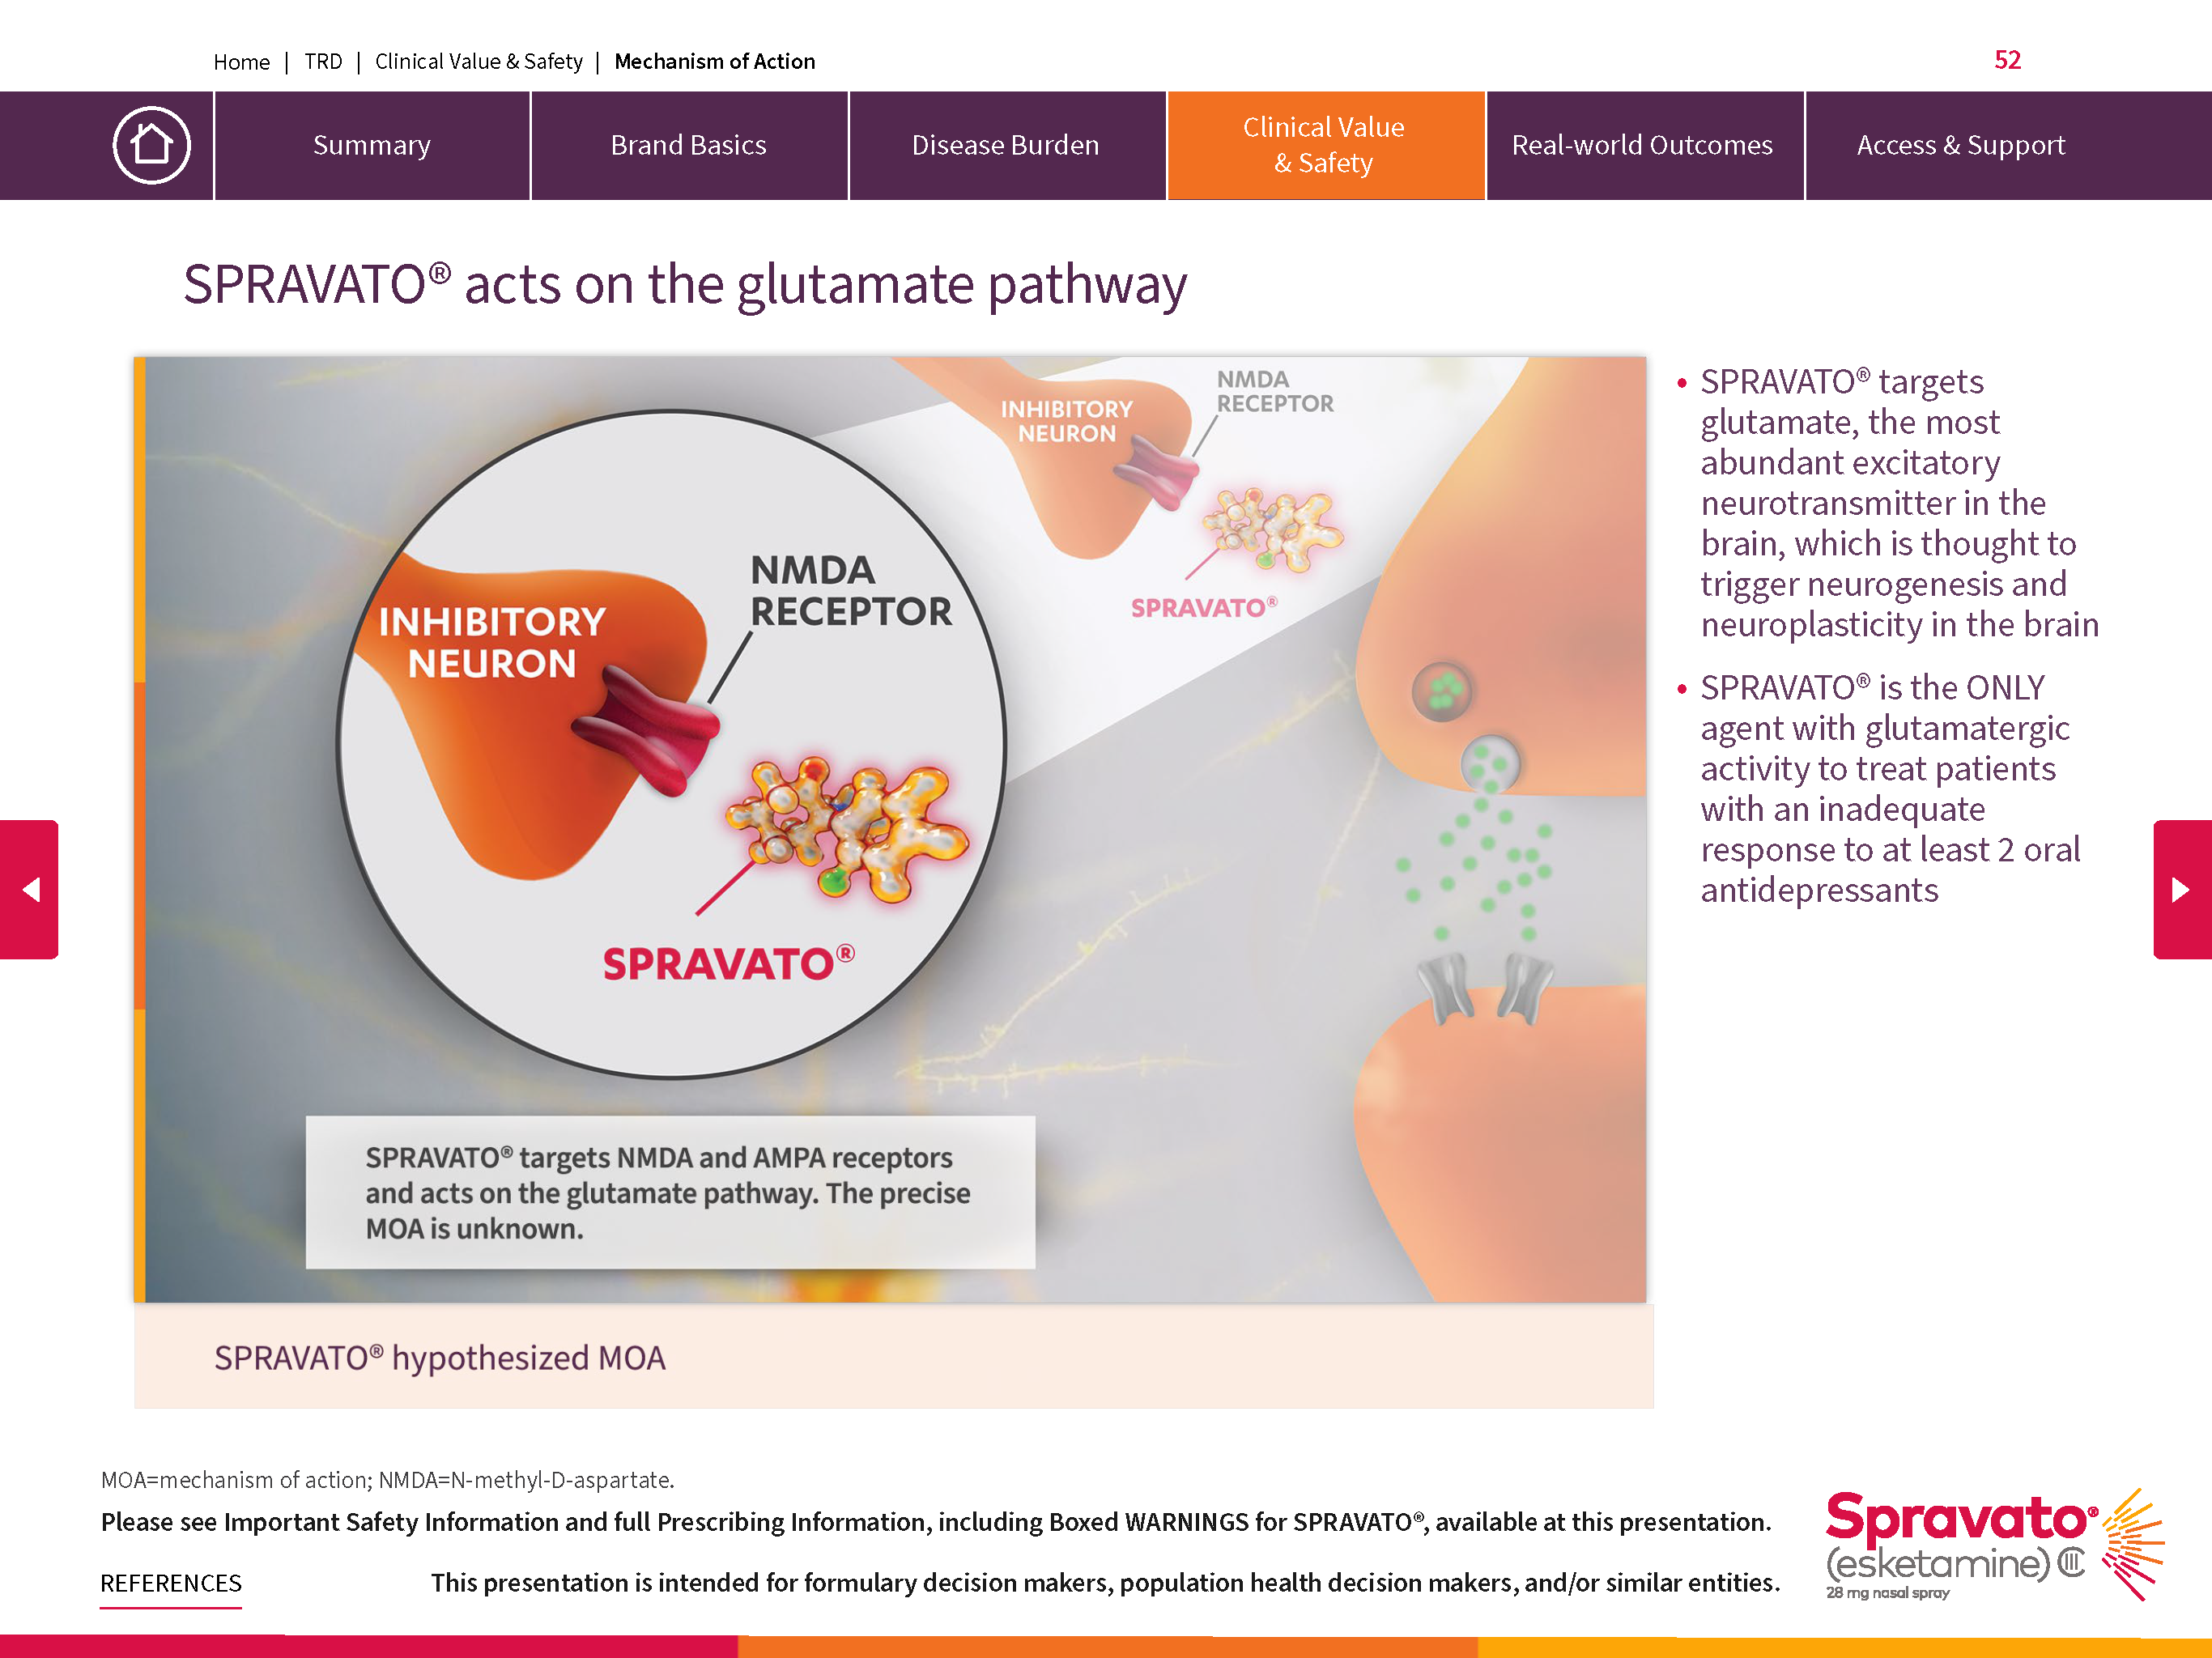 Home | TRD | Clinical Value & Safety | Mechanism of Action
52
Summary
Brand Basics
Disease Burden
Clinical Value
& Safety
Real-world Outcomes
Access & Support
SPRAVATO® acts on the glutamate pathway
INHIBITORY
NEURON
NMDA
RECEPTOR
SPRAVATO®
INHIBITORY
NEURON
NMDA
RECEPTOR
SPRAVATO®
SPRAVATO® targets NMDA and AMPA receptors
and acts on the glutamate pathway. The precise
MOA is unknown.
SPRAVATO® hypothesized MOA
• SPRAVATO® targets
glutamate, the most
abundant excitatory
neurotransmitter in the
brain, which is thought to
trigger neurogenesis and
neuroplasticity in the brain
• SPRAVATO® is the ONLY
agent with glutamatergic
activity to treat patients
with an inadequate
response to at least 2 oral
antidepressants
MOA=mechanism of action; NMDA=N-methyl-D-aspartate.
Please see Important Safety Information and full Prescribing Information, including Boxed WARNINGS for SPRAVATO®, available at this presentation.
REFERENCES
This presentation is intended for formulary decision makers, population health decision makers, and/or similar entities.
Spravato®
(esketamine) CIII
28 mg nasal spray